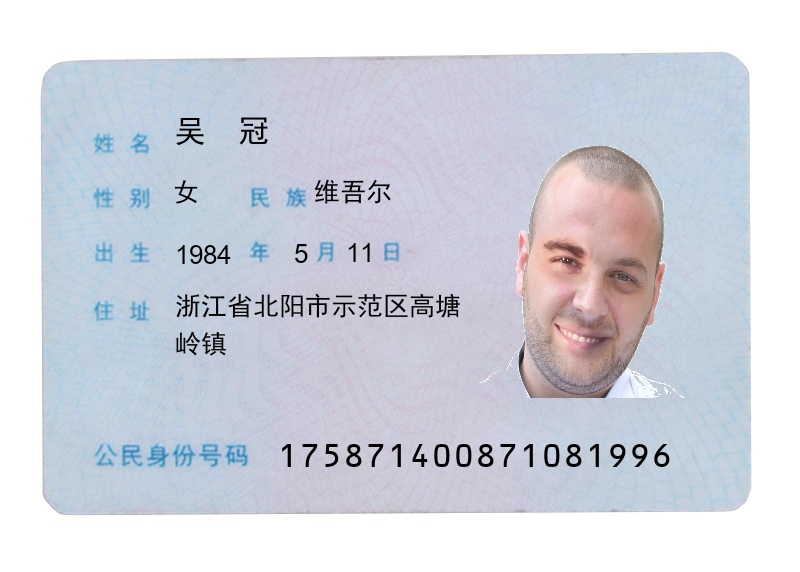 姓名 吴冠
性别 女 民族 维吾尔
出生 1984 年 5 月 11 日
住址 浙江省北阳市示范区高塘
岭镇
公民身份号码 175871400871081996